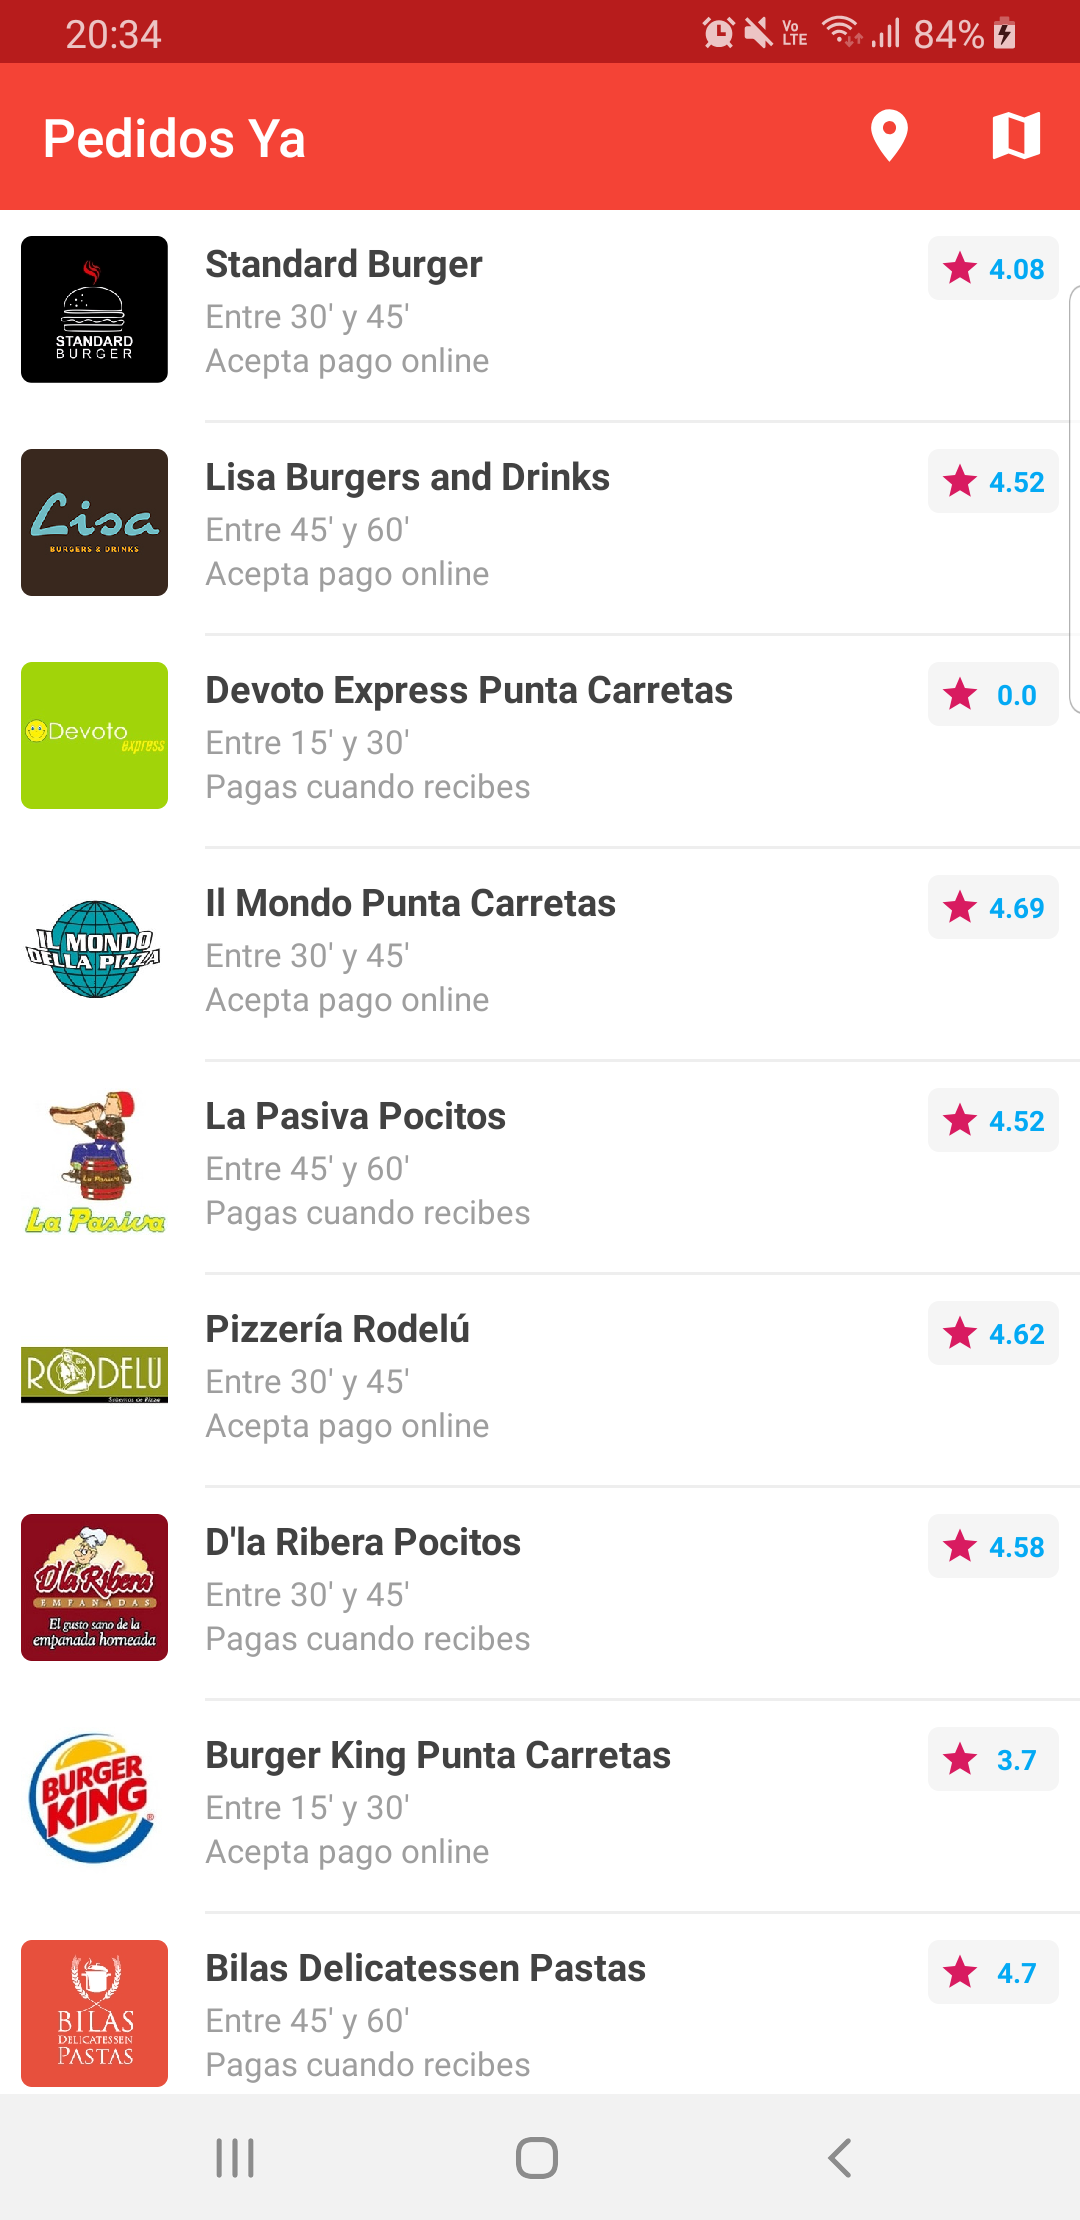 20:34
Vo
LTE
84%
Pedidos Ya
STANDARD
BURGER
Standard Burger
4.08
Entre 30' y 45'
Acepta pago online
Lisa
BURGERS & DRINKS
Lisa Burgers and Drinks
4.52
Entre 45' y 60'
Acepta pago online
Devoto
express
Devoto Express Punta Carretas
0.0
Entre 15' y 30'
Pagas cuando recibes
IL MONDO
DELLA PIZZA
Il Mondo Punta Carretas
4.69
Entre 30' y 45'
Acepta pago online
La Pasiva
La Pasiva
La Pasiva Pocitos
4.52
Entre 45' y 60'
Pagas cuando recibes
RODELÚ
Sabemos de Pizza
Pizzería Rodelú
4.62
Entre 30' y 45'
Acepta pago online
D'la Ribera
EMPANADAS
El gusto sano de la
empanada horneada
D'la Ribera Pocitos
4.58
Entre 30' y 45'
Pagas cuando recibes
BURGER
KING
®
Burger King Punta Carretas
3.7
Entre 15' y 30'
Acepta pago online
BILAS
DELICATESSEN
PASTAS
Bilas Delicatessen Pastas
4.7
Entre 45' y 60'
Pagas cuando recibes